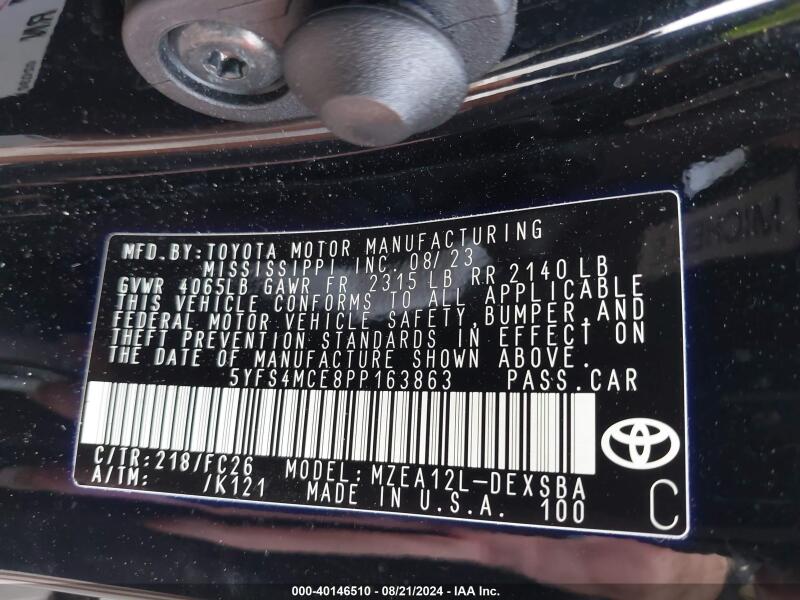 MFD.BY:TOYOTA MOTOR MANUFACTURING
MISSISSIPPI INC. 08/23
GVWR 4065LB GAWR FR 2315 LB RR 2140LB
THIS VEHICLE CONFORMS TO ALL APPLICABLE
FEDERAL MOTOR VEHICLE SAFETY,BUMPER,AND
THEFT PREVENTION STANDARDS IN EFFECT ON
THE DATE OF MANUFACTURE SHOWN ABOVE.
5YFS4MCE8PP163863 PASS.CAR
C/TR:218/FC26 MODEL:MZEA12L-DEXSBA
A/TM: /K121 MADE IN U.S.A. 100 C
000-40146510 - 08/21/2024 - IAA Inc.